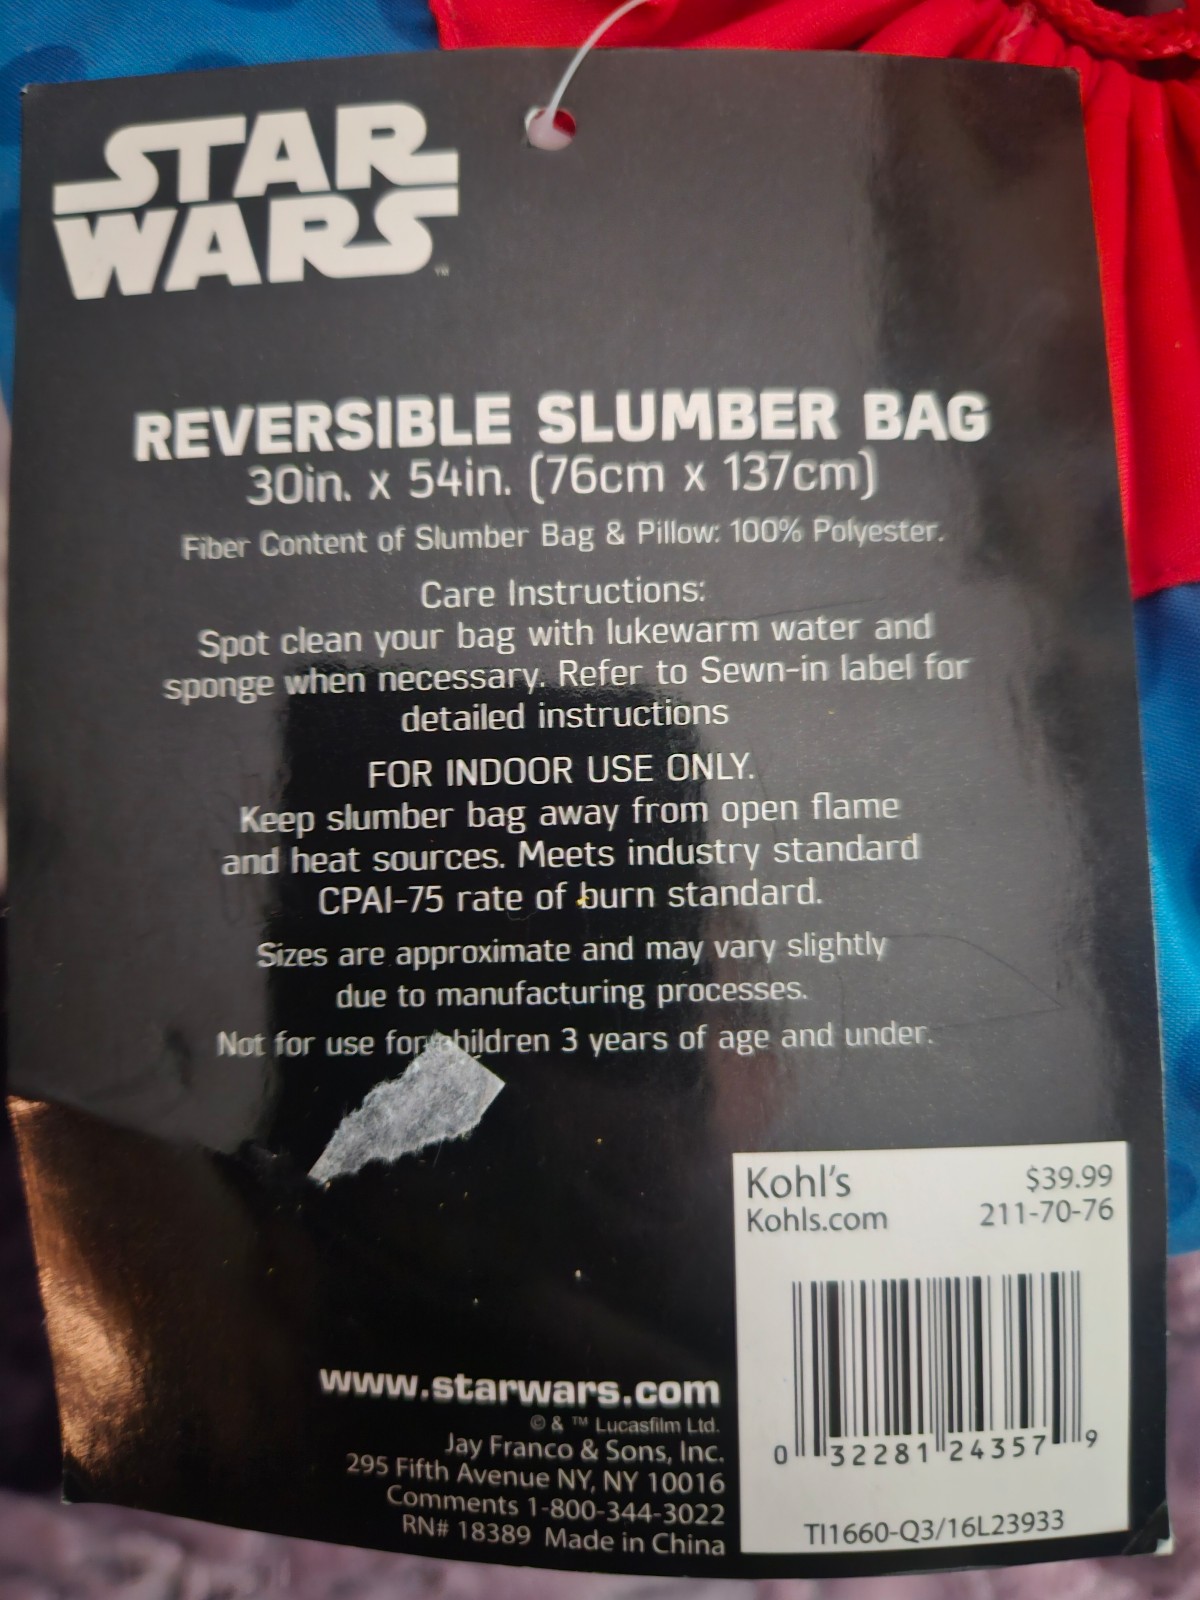 STAR
WARS™
REVERSIBLE SLUMBER BAG
30in. x 54in. (76cm x 137cm)
Fiber Content of Slumber Bag & Pillow: 100% Polyester.
Care Instructions:
Spot clean your bag with lukewarm water and
sponge when necessary. Refer to Sewn-in label for
detailed instructions
FOR INDOOR USE ONLY.
Keep slumber bag away from open flame
and heat sources. Meets industry standard
CPAI-75 rate of burn standard.
Sizes are approximate and may vary slightly
due to manufacturing processes.
Not for use for children 3 years of age and under.
Kohl's $39.99
Kohls.com 211-70-76
0 32281 24357 9
TI1660-Q3/16L23933
www.starwars.com
© & ™ Lucasfilm Ltd.
Jay Franco & Sons, Inc.
295 Fifth Avenue NY, NY 10016
Comments 1-800-344-3022
RN# 18389 Made in China